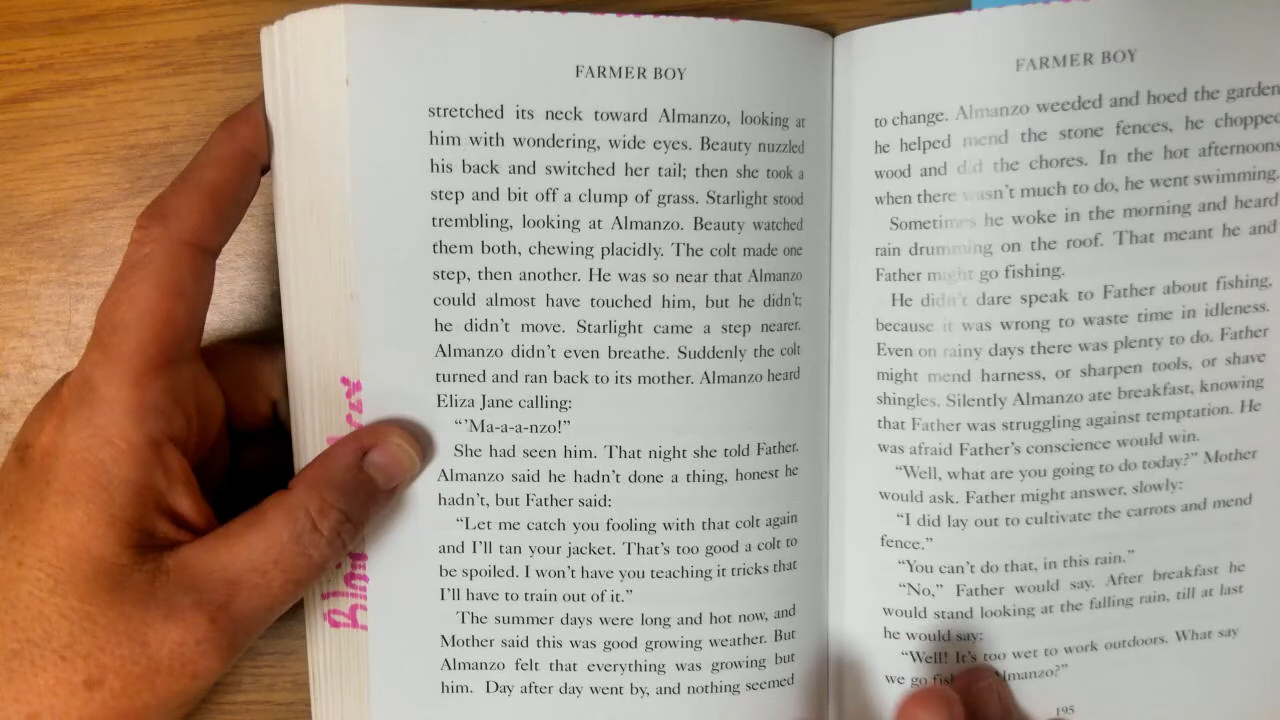 FARMER BOY
stretched its neck toward Almanzo, looking at
him with wondering, wide eyes. Beauty nuzzled
his back and switched her tail; then she took a
step and bit off a clump of grass. Starlight stood
trembling, looking at Almanzo. Beauty watched
them both, chewing placidly. The colt made one
step, then another. He was so near that Almanzo
could almost have touched him, but he didn't;
he didn't move. Starlight came a step nearer.
Almanzo didn't even breathe. Suddenly the colt
turned and ran back to its mother. Almanzo heard
Eliza Jane calling:
“’Ma-a-a-nzo!”
She had seen him. That night she told Father.
Almanzo said he hadn't done a thing, honest he
hadn't, but Father said:
“Let me catch you fooling with that colt again
and I'll tan your jacket. That's too good a colt to
be spoiled. I won't have you teaching it tricks that
I'll have to train out of it.”
The summer days were long and hot now, and
Mother said this was good growing weather. But
Almanzo felt that everything was growing but
him. Day after day went by, and nothing seemed
FARMER BOY
to change. Almanzo weeded and hoed the garden
he helped mend the stone fences, he chopped
wood and did the chores. In the hot afternoons
when there wasn't much to do, he went swimming.
Sometimes he woke in the morning and heard
rain drumming on the roof. That meant he and
Father might go fishing.
He didn't dare speak to Father about fishing,
because it was wrong to waste time in idleness.
Even on rainy days there was plenty to do. Father
might mend harness, or sharpen tools, or shave
shingles. Silently Almanzo ate breakfast, knowing
that Father was struggling against temptation. He
was afraid Father's conscience would win.
“Well, what are you going to do today?” Mother
would ask. Father might answer, slowly:
“I did lay out to cultivate the carrots and mend
fence.”
“You can't do that, in this rain.”
“No,” Father would say. After breakfast he
would stand looking at the falling rain, till at last
he would say:
“Well! It's too wet to work outdoors. What say
we go Almanzo?”
195